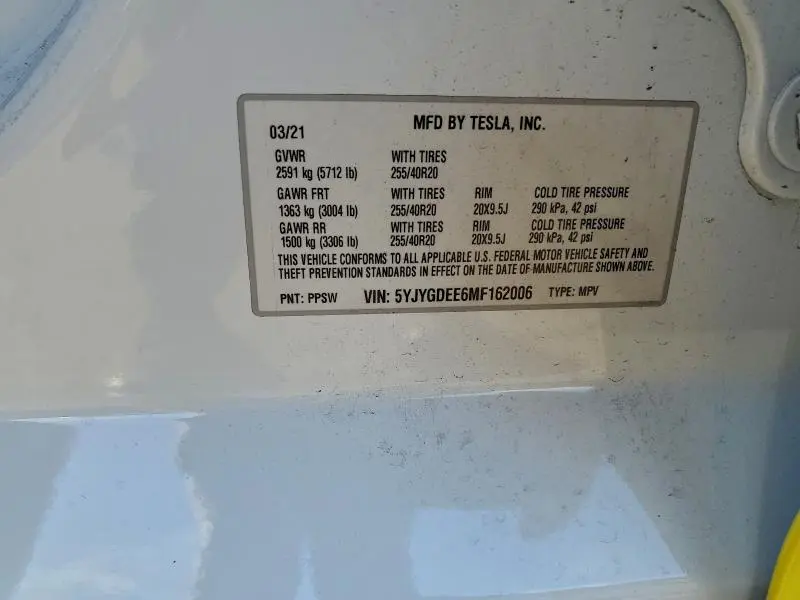 03/21 MFD BY TESLA, INC.
GVWR WITH TIRES
2591 kg (5712 lb) 255/40R20
GAWR FRT WITH TIRES RIM COLD TIRE PRESSURE
1363 kg (3004 lb) 255/40R20 20X9.5J 290 kPa, 42 psi
GAWR RR WITH TIRES RIM COLD TIRE PRESSURE
1500 kg (3306 lb) 255/40R20 20X9.5J 290 kPa, 42 psi
THIS VEHICLE CONFORMS TO ALL APPLICABLE U.S. FEDERAL MOTOR VEHICLE SAFETY AND
THEFT PREVENTION STANDARDS IN EFFECT ON THE DATE OF MANUFACTURE SHOWN ABOVE.
PNT: PPSW VIN: 5YJYGDEE6MF162006 TYPE: MPV